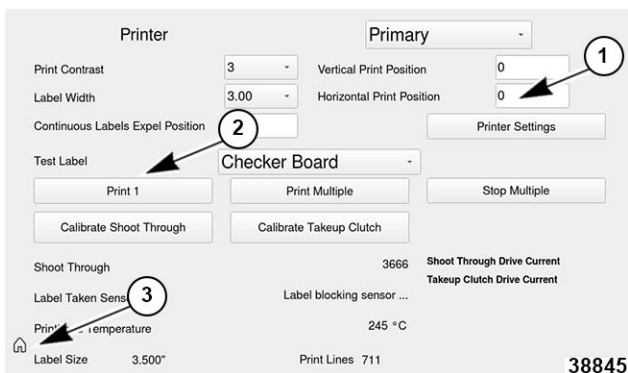 Printer Primary
1
Print Contrast 3 Vertical Print Position 0
Label Width 3.00 Horizontal Print Position 0
Continuous Labels Expel Position 2 Printer Settings
Test Label Checker Board
Print 1 Print Multiple Stop Multiple
Calibrate Shoot Through Calibrate Takeup Clutch
Shoot Through 3666 Shoot Through Drive Current
Takeup Clutch Drive Current
Label Taken 3 Label blocking sensor ...
Temperature 245 °C
Label Size 3.500" Print Lines 711
38845